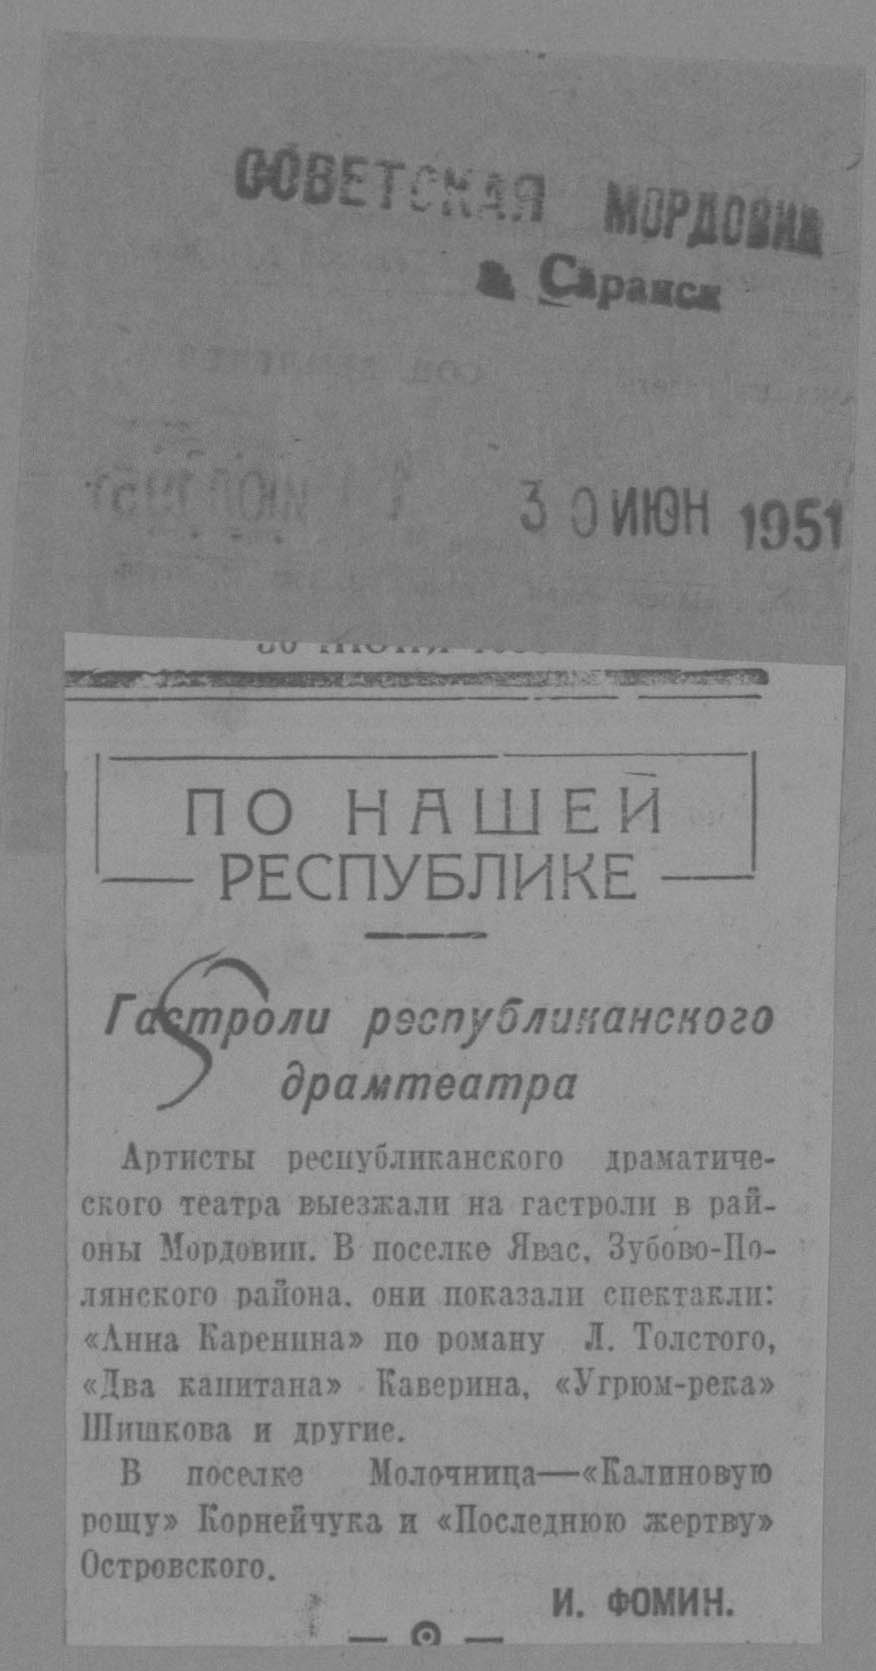 СОВЕТСКАЯ МОРДОВИЯ
г. Саранск
30 ИЮН 1951
ПО НАШЕЙ
РЕСПУБЛИКЕ
Гастроли республиканского
драмтеатра
Артисты республиканского драматиче-
ского театра выезжали на гастроли в рай-
оны Мордовии. В поселке Явас, Зубово-По-
лянского района, они показали спектакли:
«Анна Каренина» по роману Л. Толстого,
«Два капитана» Каверина, «Угрюм-река»
Шишкова и другие.
В поселке Молочница—«Калиновую
рощу» Корнейчука и «Последнюю жертву»
Островского.
И. ФОМИН.